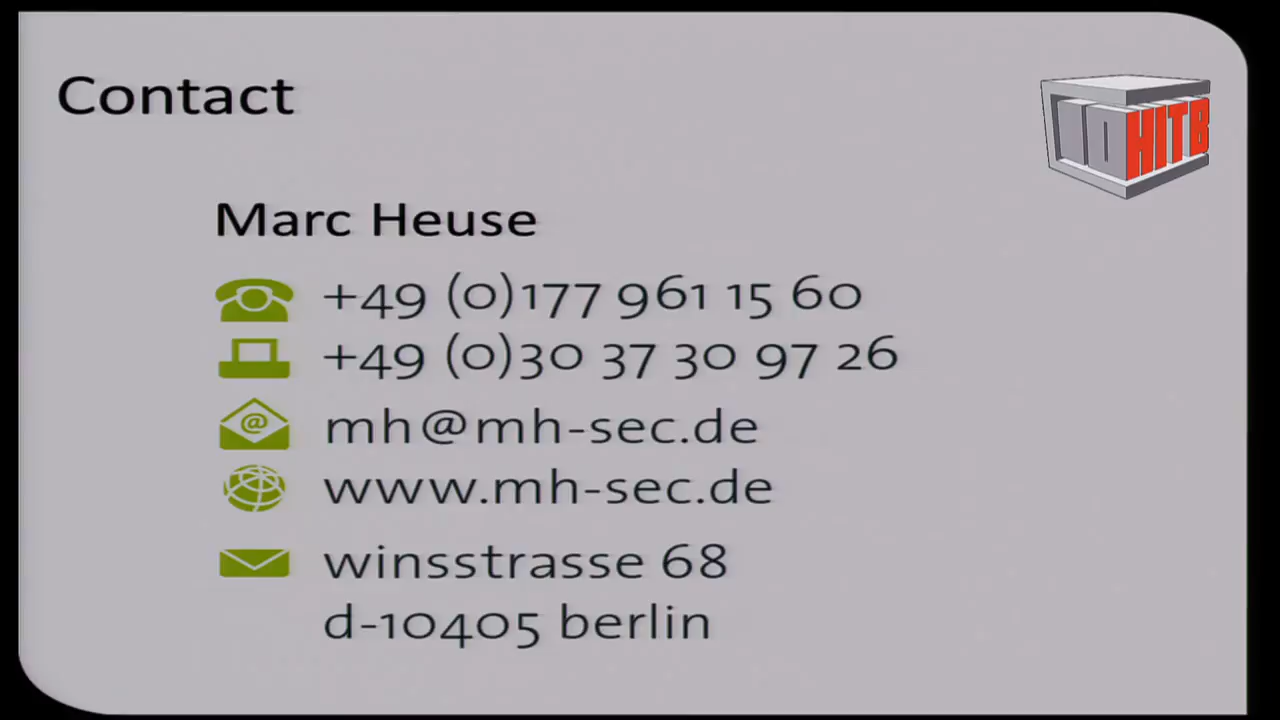 Contact
10 HITB
Marc Heuse
+49 (0)177 961 15 60
+49 (0)30 37 30 97 26
mh@mh-sec.de
www.mh-sec.de
winsstrasse 68
d-10405 berlin